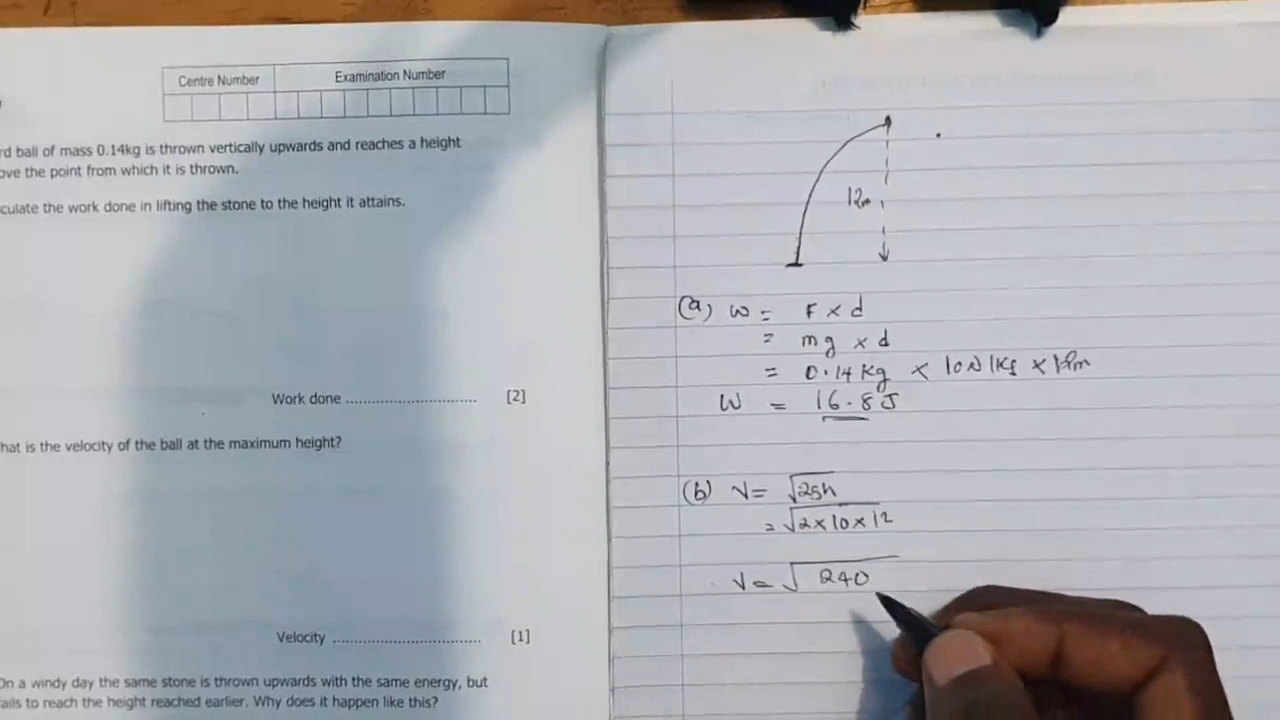 Centre Number Examination Number
rd ball of mass 0.14kg is thrown vertically upwards and reaches a height
ove the point from which it is thrown.
culate the work done in lifting the stone to the height it attains.
Work done ............................. [2]
hat is the velocity of the ball at the maximum height?
Velocity ................................. [1]
On a windy day the same stone is thrown upwards with the same energy, but
ails to reach the height reached earlier. Why does it happen like this?
12m
(a) W = F × d
= mg × d
= 0.14 kg × 10N/kg × 12m
W = 16.8J
(b) V = √2gh
= √2×10×12
V = √240